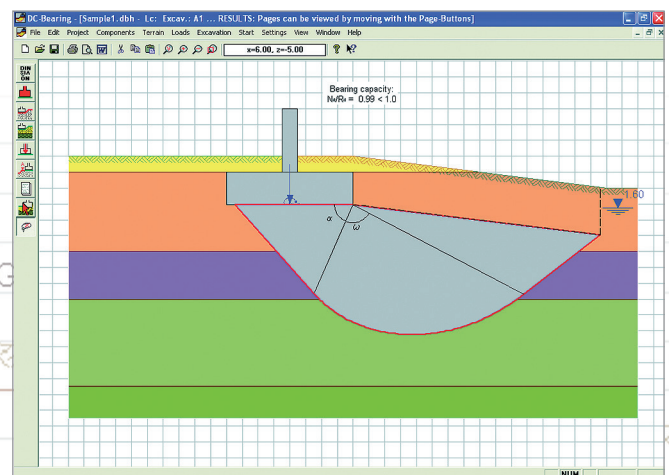 DC-Bearing - [Sample1.dbh - Lc: Excav.: A1 ... RESULTS: Pages can be viewed by moving with the Page-Buttons]
File Edit Project Components Terrain Loads Excavation Start Settings View Window Help
x=6.00, z=-5.00
DIN
Bearing capacity:
= 0.99 < 1.0
1.60
α
ω
NUM